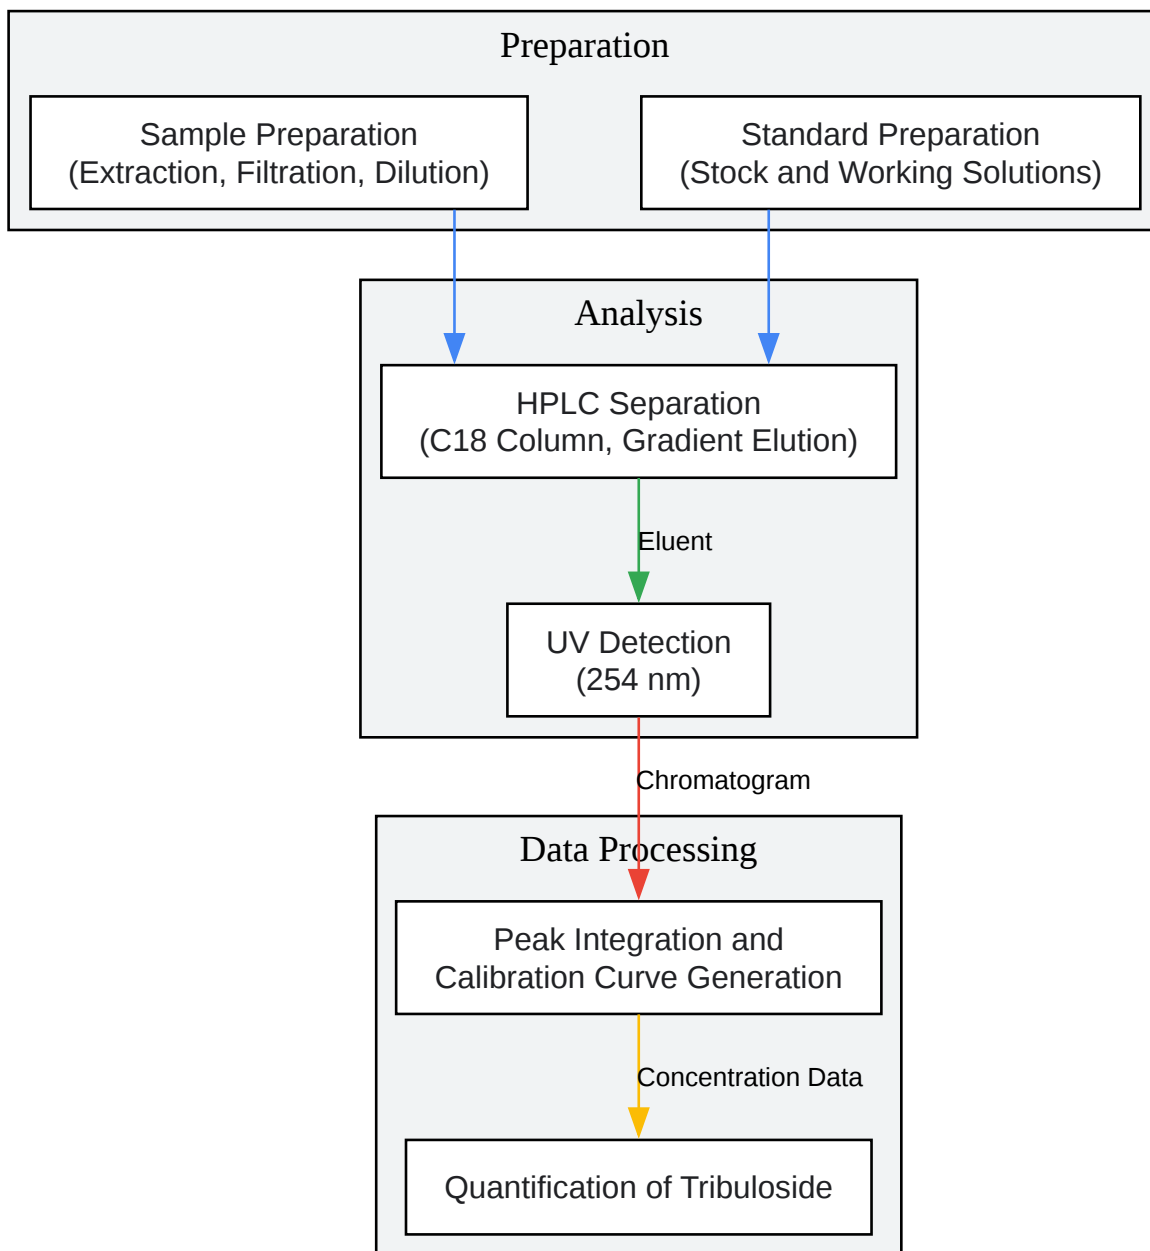 Preparation
Sample Preparation
(Extraction, Filtration, Dilution)
Standard Preparation
(Stock and Working Solutions)
Analysis
HPLC Separation
(C18 Column, Gradient Elution)
Eluent
UV Detection
(254 nm)
Chromatogram
Data Processing
Peak Integration and
Calibration Curve Generation
Concentration Data
Quantification of Tribuloside